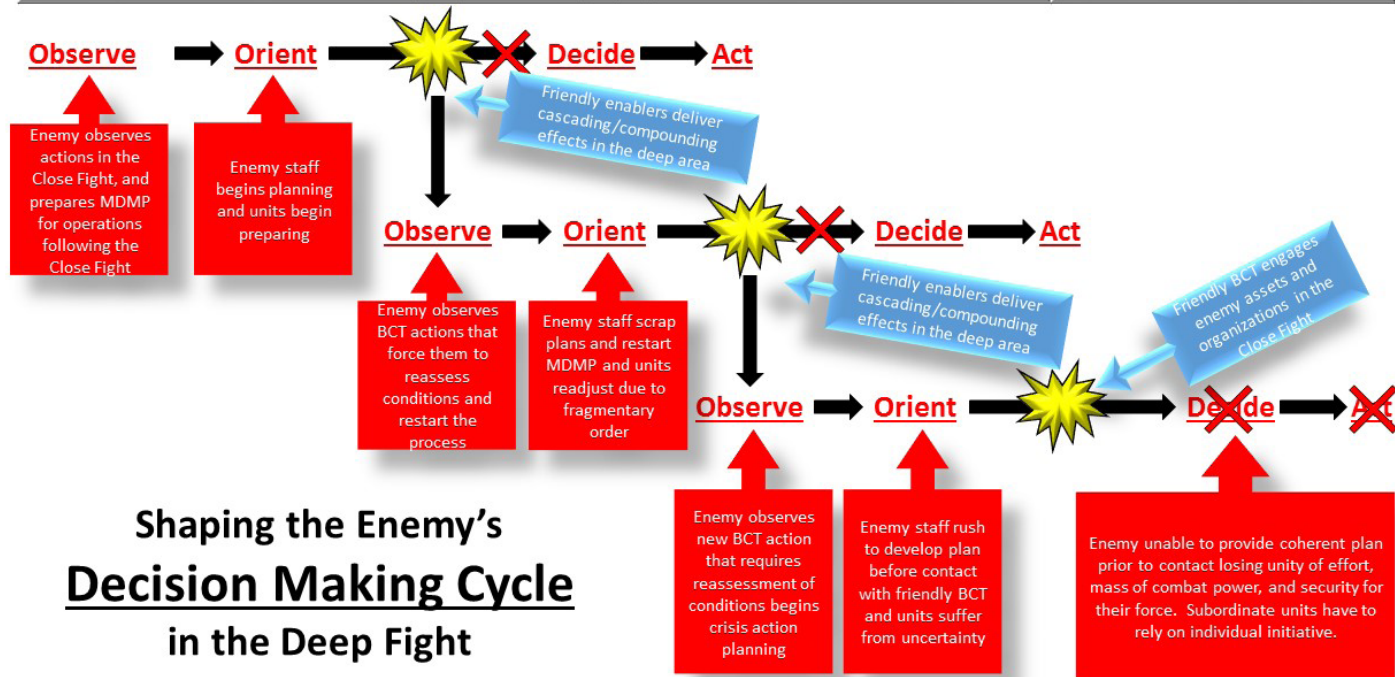 Observe
Orient
Decide
Act
Enemy observes
actions in the
Close Fight, and
prepares MDMP
for operations
following the
Close Fight
Enemy staff
begins planning
and units begin
preparing
Friendly enablers deliver
cascading/compounding
effects in the deep area
Observe
Orient
Decide
Act
Enemy observes
BCT actions that
force them to
reassess
conditions and
restart the
process
Enemy staff scrap
plans and restart
MDMP and units
readjust due to
fragmentary
order
Friendly enablers deliver
cascading/compounding
effects in the deep area
Friendly BCT engages
enemy assets and
organizations in the
Close Fight
Observe
Orient
Decide
Act
Enemy observes
new BCT action
that requires
reassessment of
conditions begins
crisis action
planning
Enemy staff rush
to develop plan
before contact
with friendly BCT
and units suffer
from uncertainty
Enemy unable to provide coherent plan
prior to contact losing unity of effort,
mass of combat power, and security for
their force. Subordinate units have to
rely on individual initiative.
Shaping the Enemy’s
Decision Making Cycle
in the Deep Fight